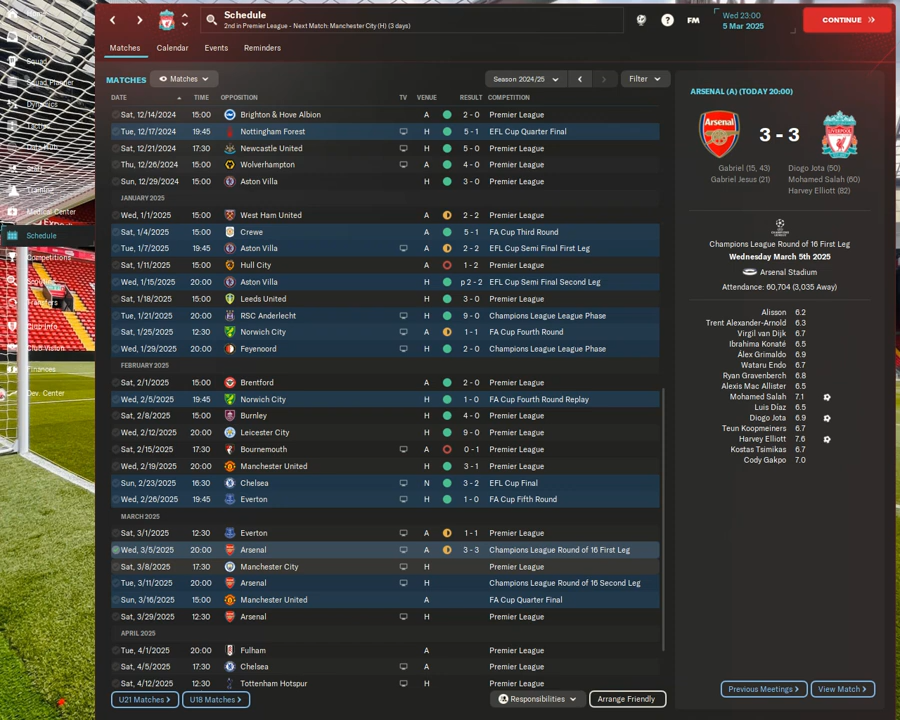 Schedule
2nd in Premier League - Next Match: Manchester City (H) (3 days)
FM
Wed 23:00
5 Mar 2025
CONTINUE
Matches Calendar Events Reminders
MATCHES Matches Season 2024/25 Filter
DATE TIME OPPOSITION TV VENUE RESULT COMPETITION
Sat, 12/14/2024 15:00 Brighton & Hove Albion A 2 - 0 Premier League
Tue, 12/17/2024 19:45 Nottingham Forest H 5 - 1 EFL Cup Quarter Final
Sat, 12/21/2024 17:30 Newcastle United H 5 - 0 Premier League
Thu, 12/26/2024 15:00 Wolverhampton A 4 - 0 Premier League
Sun, 12/29/2024 15:00 Aston Villa H 3 - 0 Premier League
JANUARY 2025
Wed, 1/1/2025 15:00 West Ham United A 2 - 2 Premier League
Sat, 1/4/2025 15:00 Crewe A 5 - 1 FA Cup Third Round
Tue, 1/7/2025 19:45 Aston Villa A 2 - 2 EFL Cup Semi Final First Leg
Sat, 1/11/2025 15:00 Hull City A 1 - 2 Premier League
Wed, 1/15/2025 20:00 Aston Villa H p 2 - 2 EFL Cup Semi Final Second Leg
Sat, 1/18/2025 15:00 Leeds United H 3 - 0 Premier League
Tue, 1/21/2025 20:00 RSC Anderlecht H 9 - 0 Champions League League Phase
Sat, 1/25/2025 12:30 Norwich City A 1 - 1 FA Cup Fourth Round
Wed, 1/29/2025 20:00 Feyenoord H 2 - 0 Champions League League Phase
FEBRUARY 2025
Sat, 2/1/2025 15:00 Brentford A 2 - 0 Premier League
Wed, 2/5/2025 19:45 Norwich City H 1 - 0 FA Cup Fourth Round Replay
Sat, 2/8/2025 15:00 Burnley H 4 - 0 Premier League
Wed, 2/12/2025 20:00 Leicester City H 9 - 0 Premier League
Sat, 2/15/2025 17:30 Bournemouth A 0 - 1 Premier League
Wed, 2/19/2025 20:00 Manchester United H 3 - 1 Premier League
Sun, 2/23/2025 16:30 Chelsea N 3 - 2 EFL Cup Final
Wed, 2/26/2025 19:45 Everton H 1 - 0 FA Cup Fifth Round
MARCH 2025
Sat, 3/1/2025 12:30 Everton A 1 - 1 Premier League
Wed, 3/5/2025 20:00 Arsenal A 3 - 3 Champions League Round of 16 First Leg
Sat, 3/8/2025 17:30 Manchester City H Premier League
Tue, 3/11/2025 20:00 Arsenal H Champions League Round of 16 Second Leg
Sun, 3/16/2025 15:00 Manchester United A FA Cup Quarter Final
Sat, 3/29/2025 12:30 Arsenal H Premier League
APRIL 2025
Tue, 4/1/2025 20:00 Fulham A Premier League
Sat, 4/5/2025 17:30 Chelsea A Premier League
Sat, 4/12/2025 12:30 Tottenham Hotspur H Premier League
U21 Matches > U18 Matches > Responsibilities Arrange Friendly
ARSENAL (A) (TODAY 20:00)
Arsenal
3 - 3
Gabriel (15, 43)
Gabriel Jesus (21)
Diogo Jota (50)
Mohamed Salah (60)
Harvey Elliott (82)
Champions League Round of 16 First Leg
Wednesday March 5th 2025
Arsenal Stadium
Attendance: 60,704 (3,035 Away)
Alisson 6.2
Trent Alexander-Arnold 6.3
Virgil van Dijk 6.7
Ibrahima Konaté 6.5
Álex Grimaldo 6.9
Wataru Endo 6.7
Ryan Gravenberch 6.8
Alexis Mac Allister 6.5
Mohamed Salah 7.1
Luis Díaz 6.5
Diogo Jota 6.9
Teun Koopmeiners 6.7
Harvey Elliott 7.6
Kostas Tsimikas 6.7
Cody Gakpo 7.0
Previous Meetings > View Match >
Squad
Squad Planner
Dynamics
Training
Medical Center
Schedule
Competitions
Transfers
Club Info
Club Vision
Finances
Dev. Center